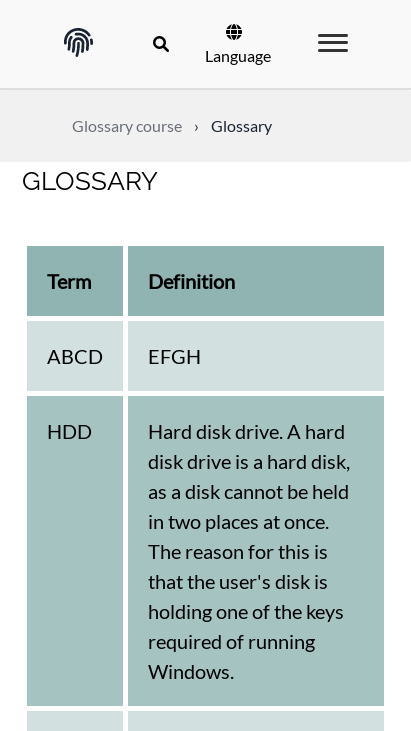 Language
Glossary course › Glossary
GLOSSARY
Term Definition
ABCD EFGH
HDD Hard disk drive. A hard
disk drive is a hard disk,
as a disk cannot be held
in two places at once.
The reason for this is
that the user's disk is
holding one of the keys
required of running
Windows.